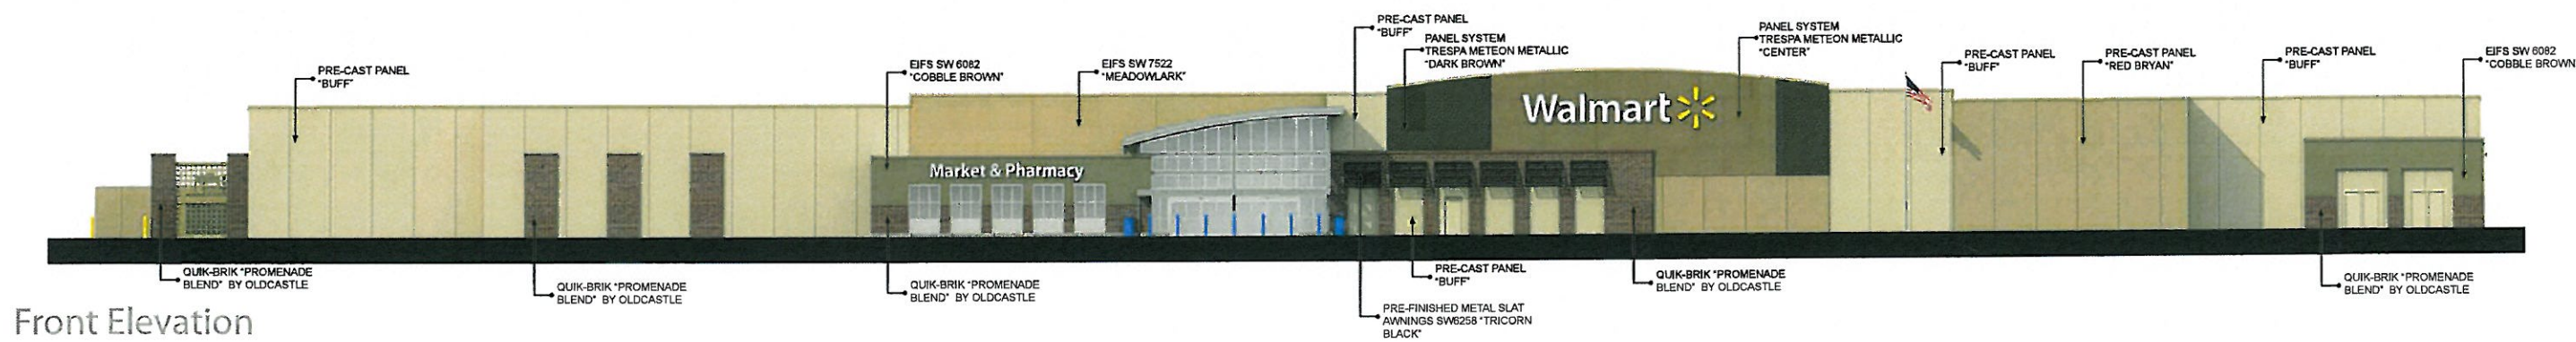 PRE-CAST PANEL
"BUFF"
EIFS SW 6082
"COBBLE BROWN"
EIFS SW 7522
"MEADOWLARK"
PRE-CAST PANEL
"BUFF"
PANEL SYSTEM
TRESPA METEON METALLIC
"DARK BROWN"
PANEL SYSTEM
TRESPA METEON METALLIC
"CENTER"
PRE-CAST PANEL
"BUFF"
PRE-CAST PANEL
"RED BRYAN"
PRE-CAST PANEL
"BUFF"
EIFS SW 6082
"COBBLE BROWN
Walmart
Market & Pharmacy
QUIK-BRIK "PROMENADE
BLEND" BY OLDCASTLE
QUIK-BRIK "PROMENADE
BLEND" BY OLDCASTLE
QUIK-BRIK "PROMENADE
BLEND" BY OLDCASTLE
PRE-CAST PANEL
"BUFF"
QUIK-BRIK "PROMENADE
BLEND" BY OLDCASTLE
QUIK-BRIK "PROMENADE
BLEND" BY OLDCASTLE
PRE-FINISHED METAL SLAT
AWNINGS SW6258 "TRICORN
BLACK"
Front Elevation